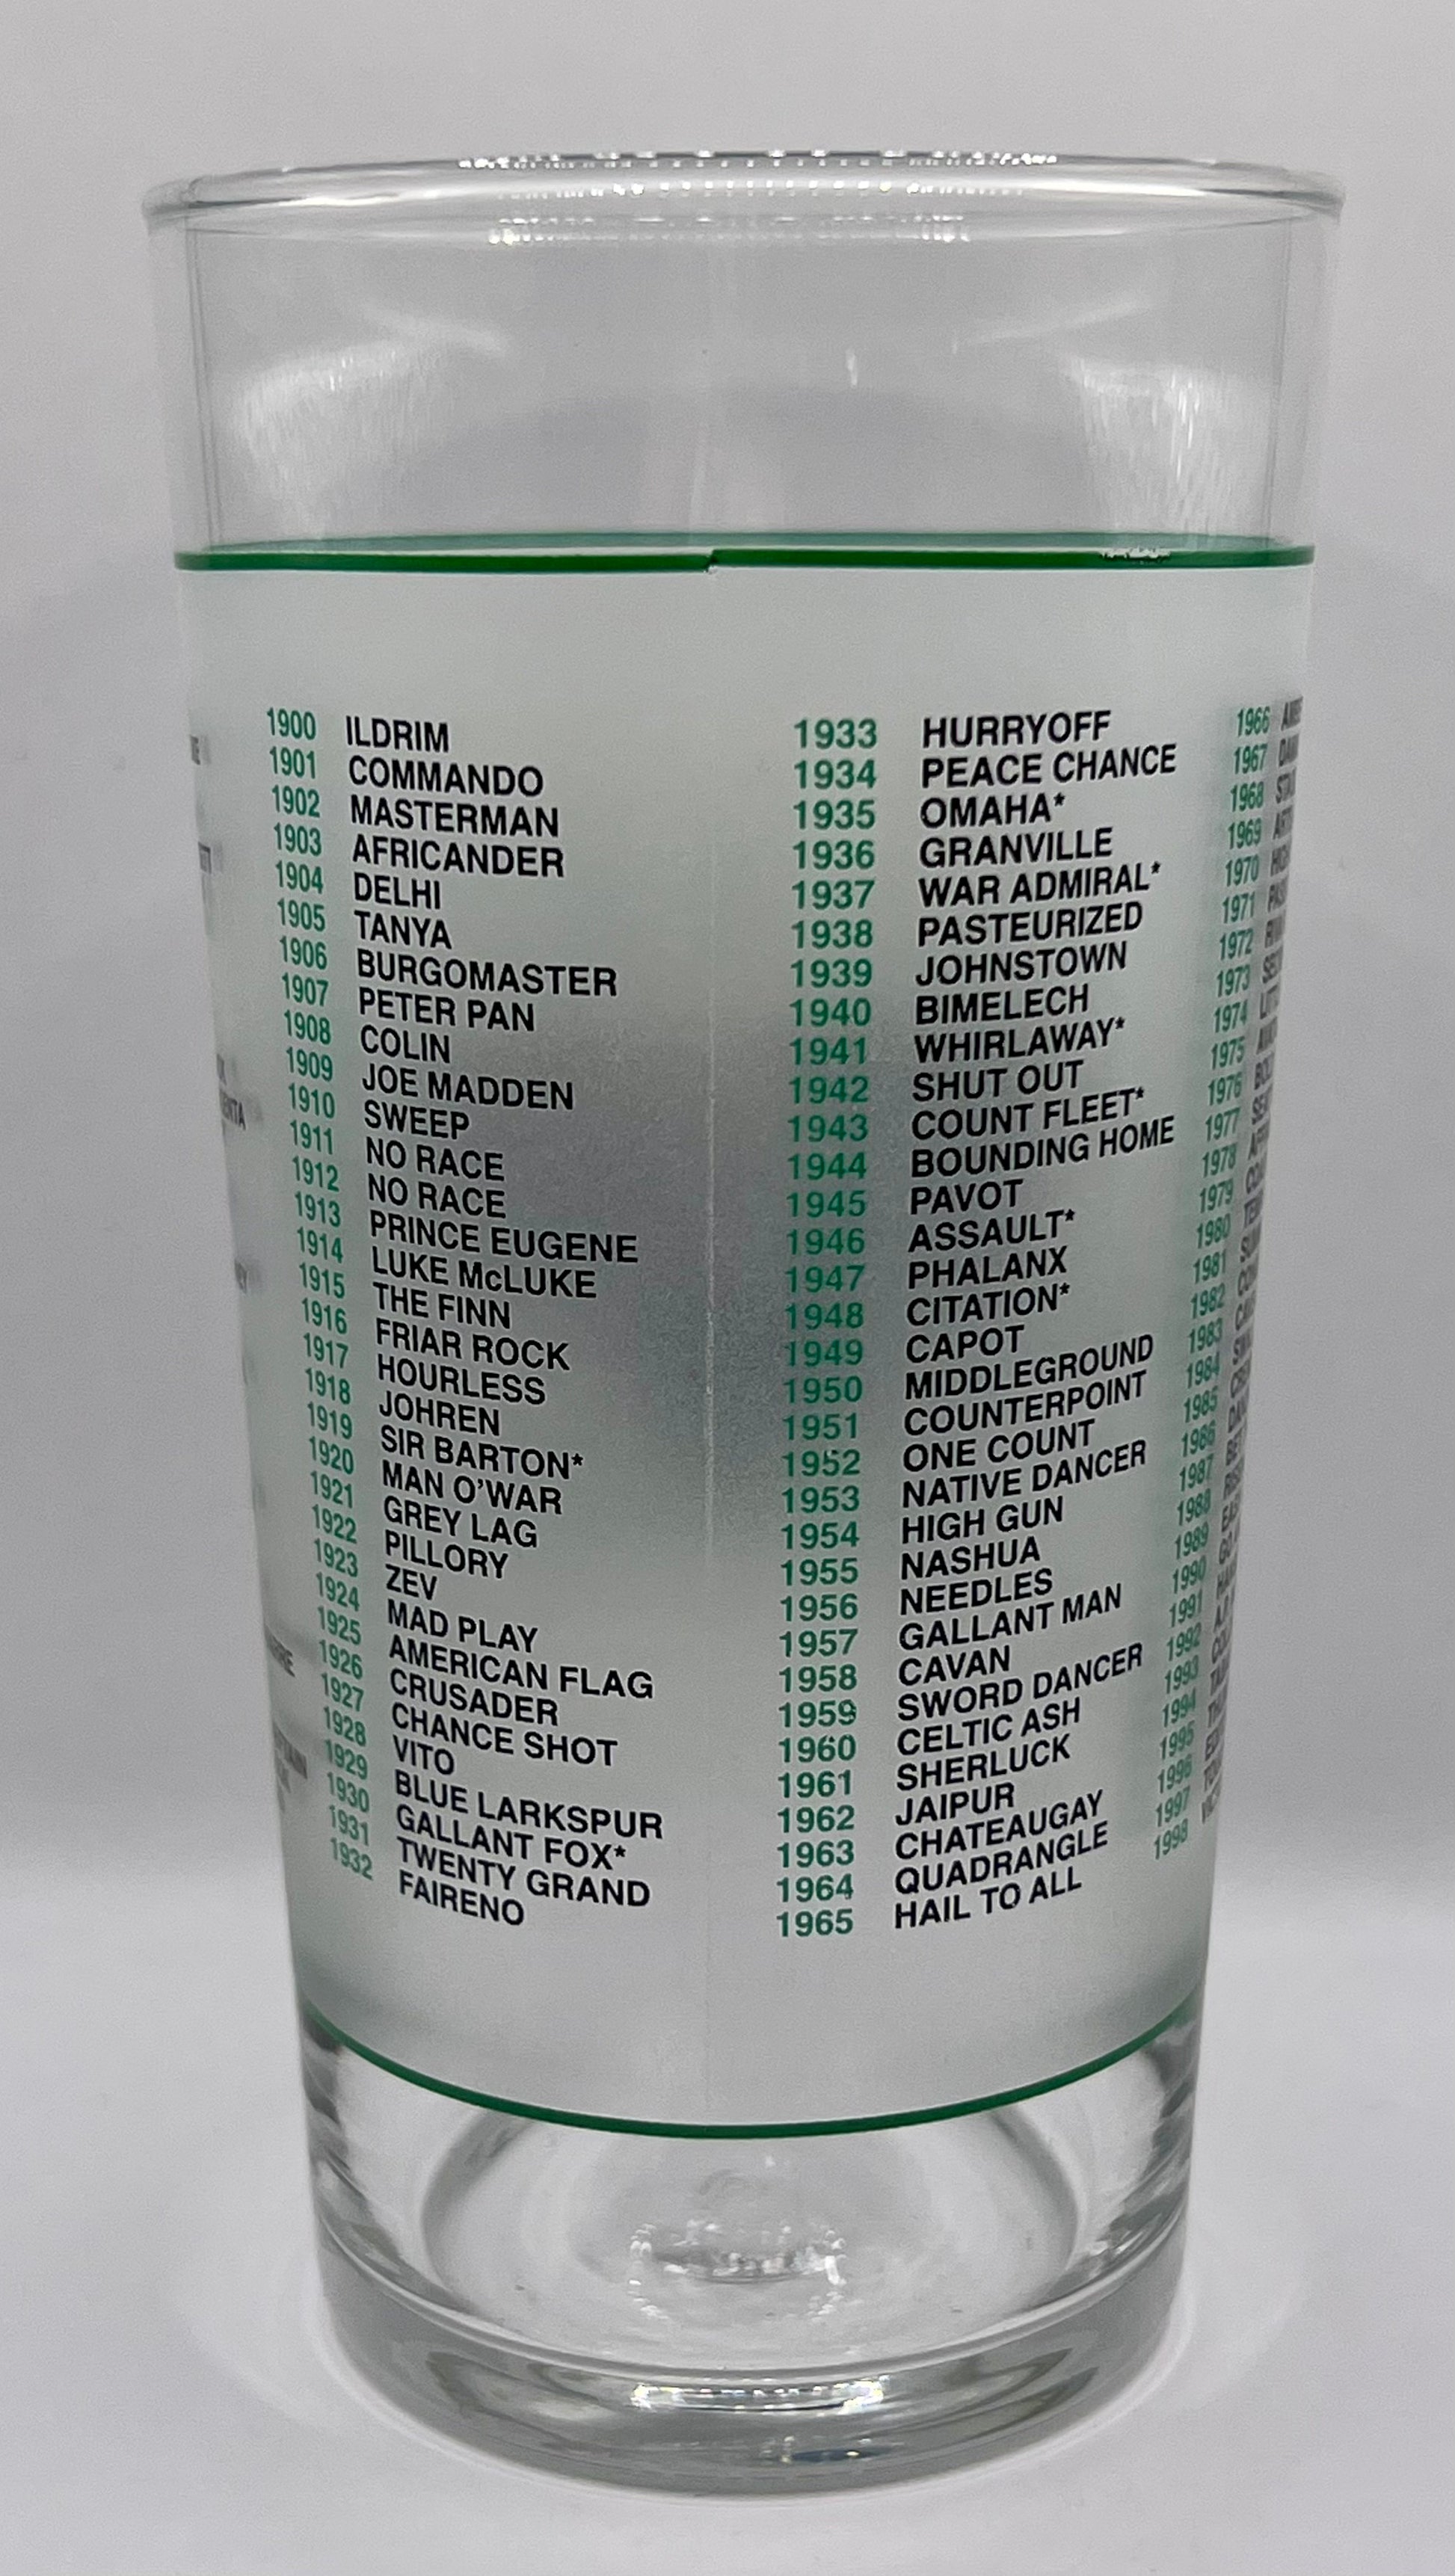 1900 ILDRIM
1901 COMMANDO
1902 MASTERMAN
1903 AFRICANDER
1904 DELHI
1905 TANYA
1906 BURGOMASTER
1907 PETER PAN
1908 COLIN
1909 JOE MADDEN
1910 SWEEP
1911 NO RACE
1912 NO RACE
1913 PRINCE EUGENE
1914 LUKE McLUKE
1915 THE FINN
1916 FRIAR ROCK
1917 HOURLESS
1918 JOHREN
1919 SIR BARTON*
1920 MAN O'WAR
1921 GREY LAG
1922 PILLORY
1923 ZEV
1924 MAD PLAY
1925 AMERICAN FLAG
1926 CRUSADER
1927 CHANCE SHOT
1928 VITO
1929 BLUE LARKSPUR
1930 GALLANT FOX*
1931 TWENTY GRAND
1932 FAIRENO
1933 HURRYOFF
1934 PEACE CHANCE
1935 OMAHA*
1936 GRANVILLE
1937 WAR ADMIRAL*
1938 PASTEURIZED
1939 JOHNSTOWN
1940 BIMELECH
1941 WHIRLAWAY*
1942 SHUT OUT
1943 COUNT FLEET*
1944 BOUNDING HOME
1945 PAVOT
1946 ASSAULT*
1947 PHALANX
1948 CITATION*
1949 CAPOT
1950 MIDDLEGROUND
1951 COUNTERPOINT
1952 ONE COUNT
1953 NATIVE DANCER
1954 HIGH GUN
1955 NASHUA
1956 NEEDLES
1957 GALLANT MAN
1958 CAVAN
1959 SWORD DANCER
1960 CELTIC ASH
1961 SHERLUCK
1962 JAIPUR
1963 CHATEAUGAY
1964 QUADRANGLE
1965 HAIL TO ALL
1966
1967
1968
1969
1970
1971
1972
1973
1974
1975
1976
1977
1978
1979
1980
1981
1982
1983
1984
1985
1986
1987
1988
1989
1990
1991
1992
1993
1994
1995
1996
1997
1998